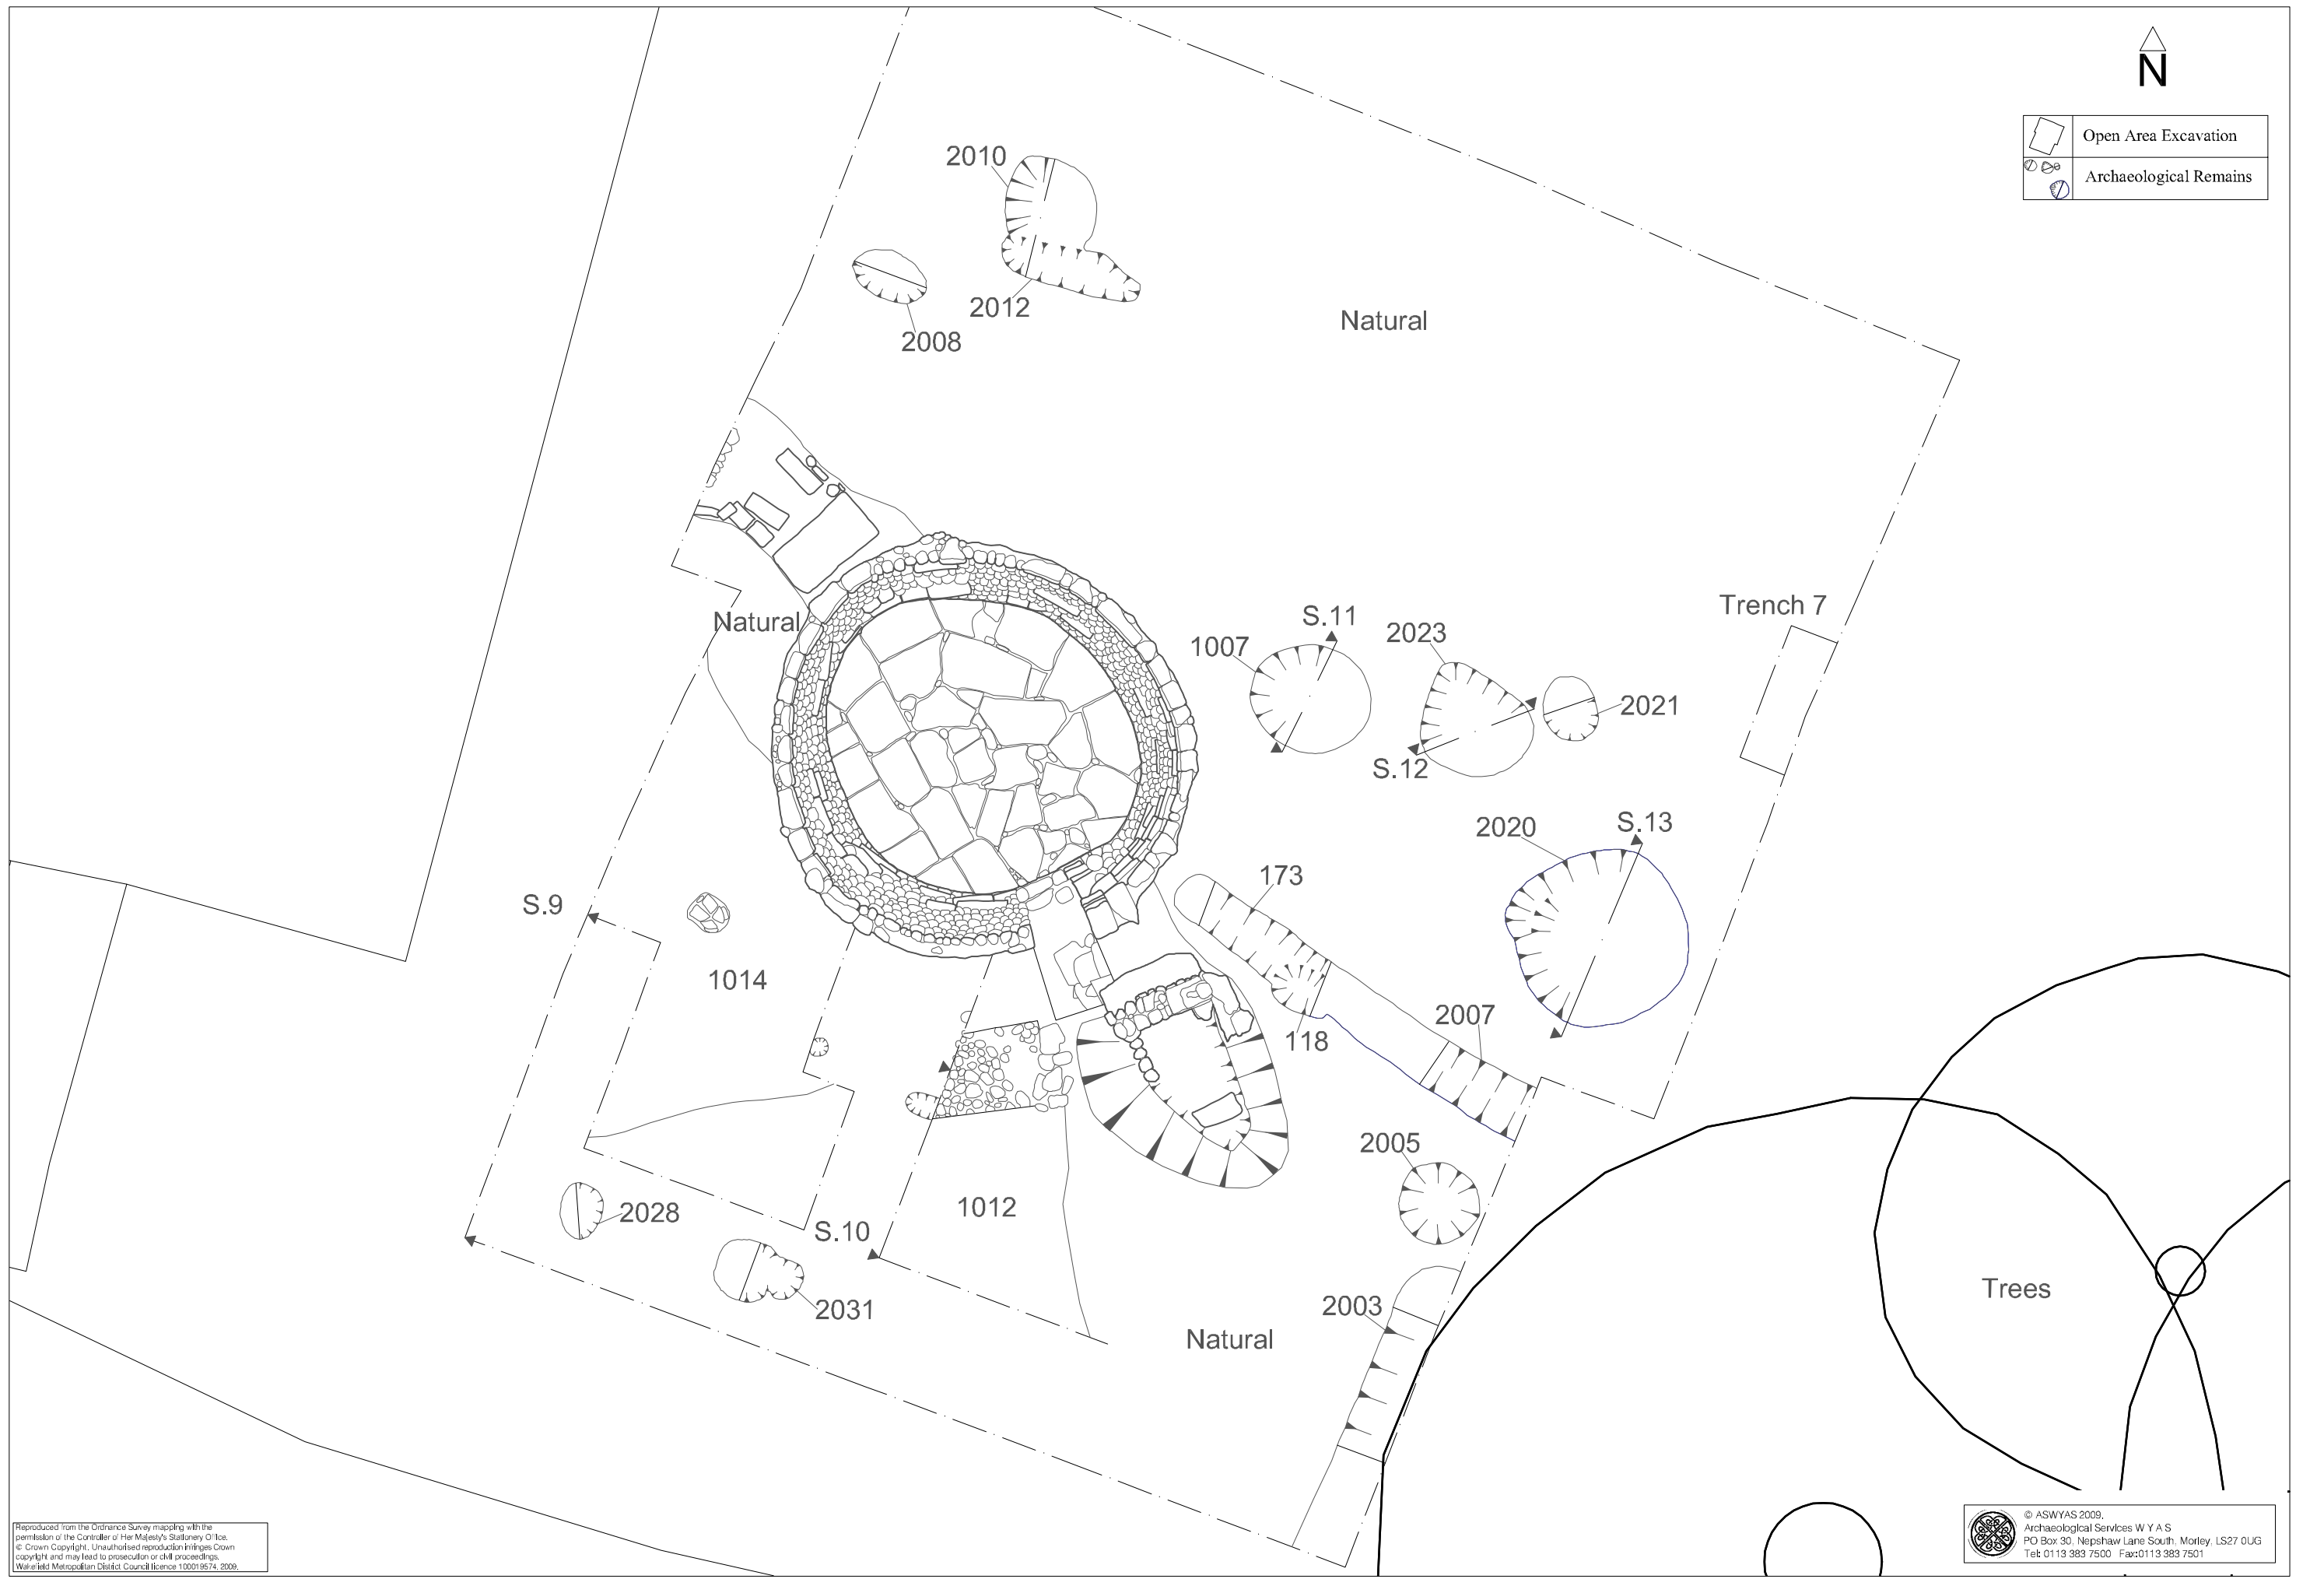 N
Open Area Excavation
Archaeological Remains
2010
2012
2008
Natural
Trench 7
Natural
S.11
1007
2023
2021
S.12
S.13
2020
173
S.9
1014
2007
118
2005
1012
2028
S.10
2031
2003
Natural
Trees
Reproduced from the Ordnance Survey mapping with the
permission of the Controller of Her Majesty's Stationery Office.
© Crown Copyright. Unauthorised reproduction infringes Crown
copyright and may lead to prosecution or civil proceedings.
Wakefield Metropolitan District Council licence 100019574, 2009.
© ASWYAS 2009.
Archaeological Services W Y A S
PO Box 30, Nepshaw Lane South, Morley, LS27 0UG
Tel: 0113 383 7500 Fax:0113 383 7501